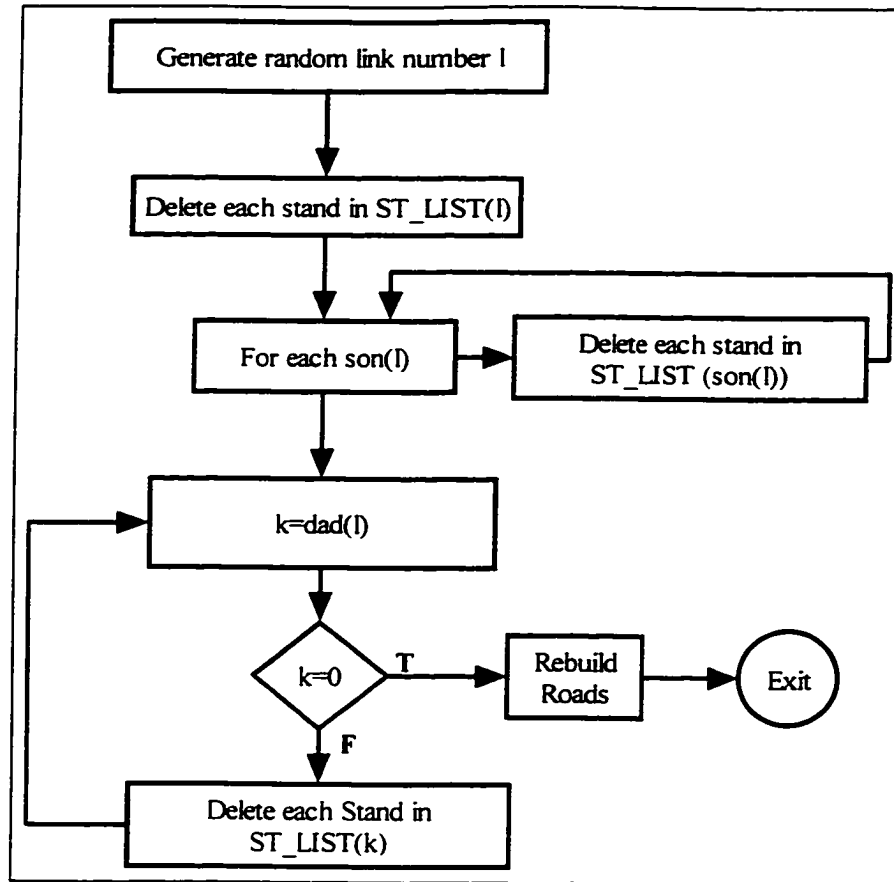 Generate random link number l
Delete each stand in ST_LIST(l)
For each son(l)
Delete each stand in
ST_LIST (son(l))
k=dad(l)
k=0
T
Rebuild
Roads
Exit
F
Delete each Stand in
ST_LIST(k)